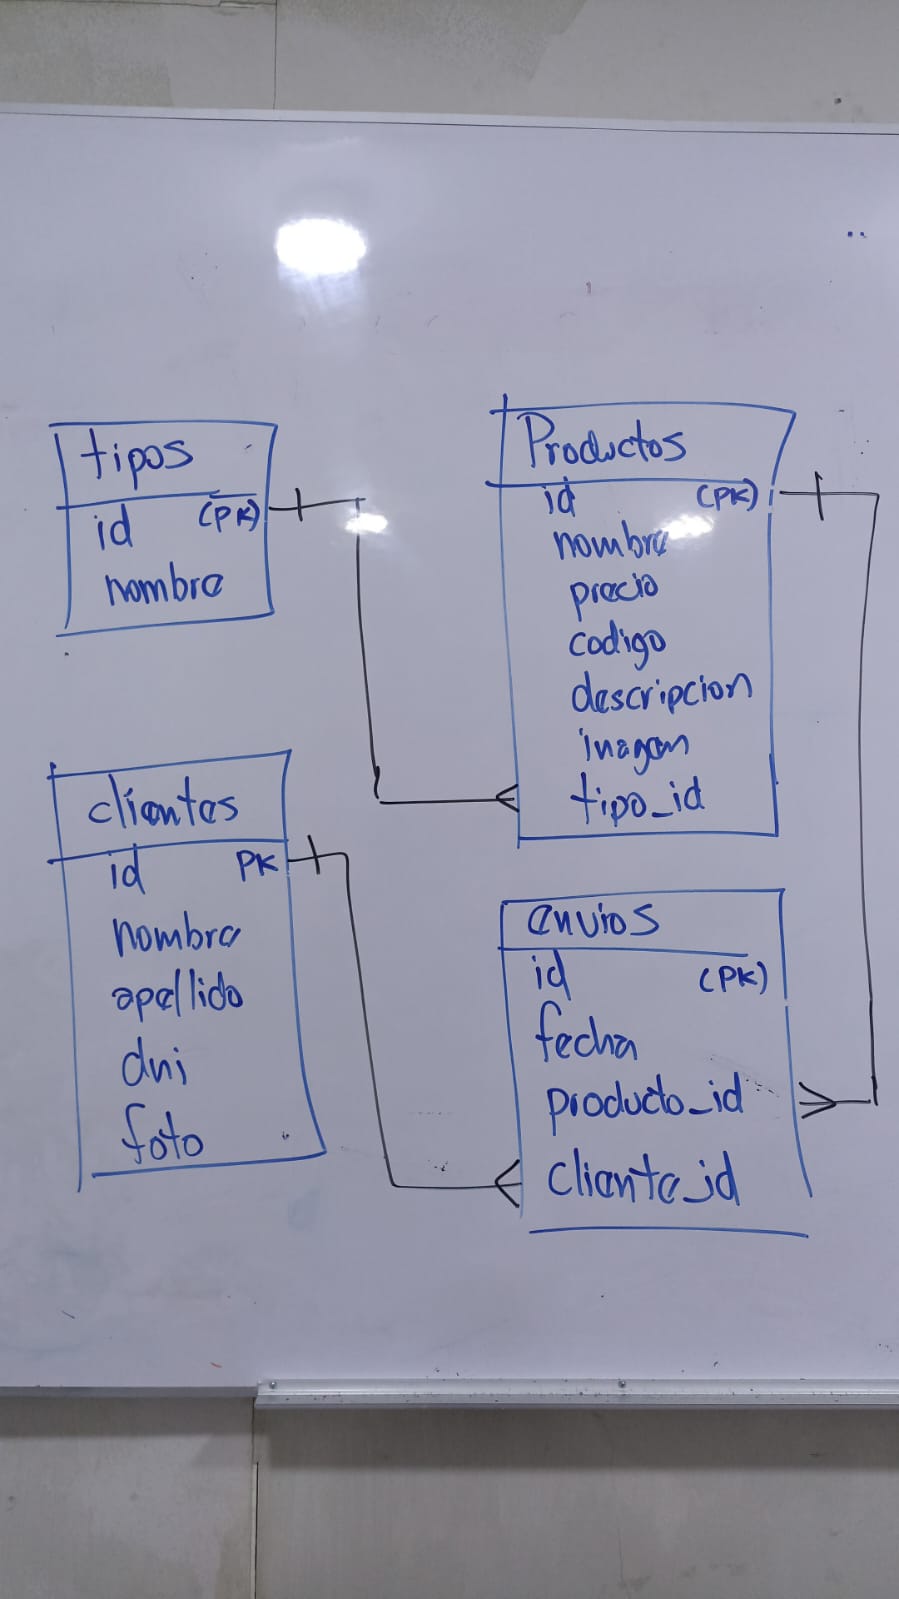 tipos
id (PK)
nombre
Productos
id (PK)
nombre
precio
codigo
descripcion
inagen
tipo_id
clientes
id PK
nombre
apellido
dni
foto
envios
id (PK)
fecha
producto_id
cliente_id